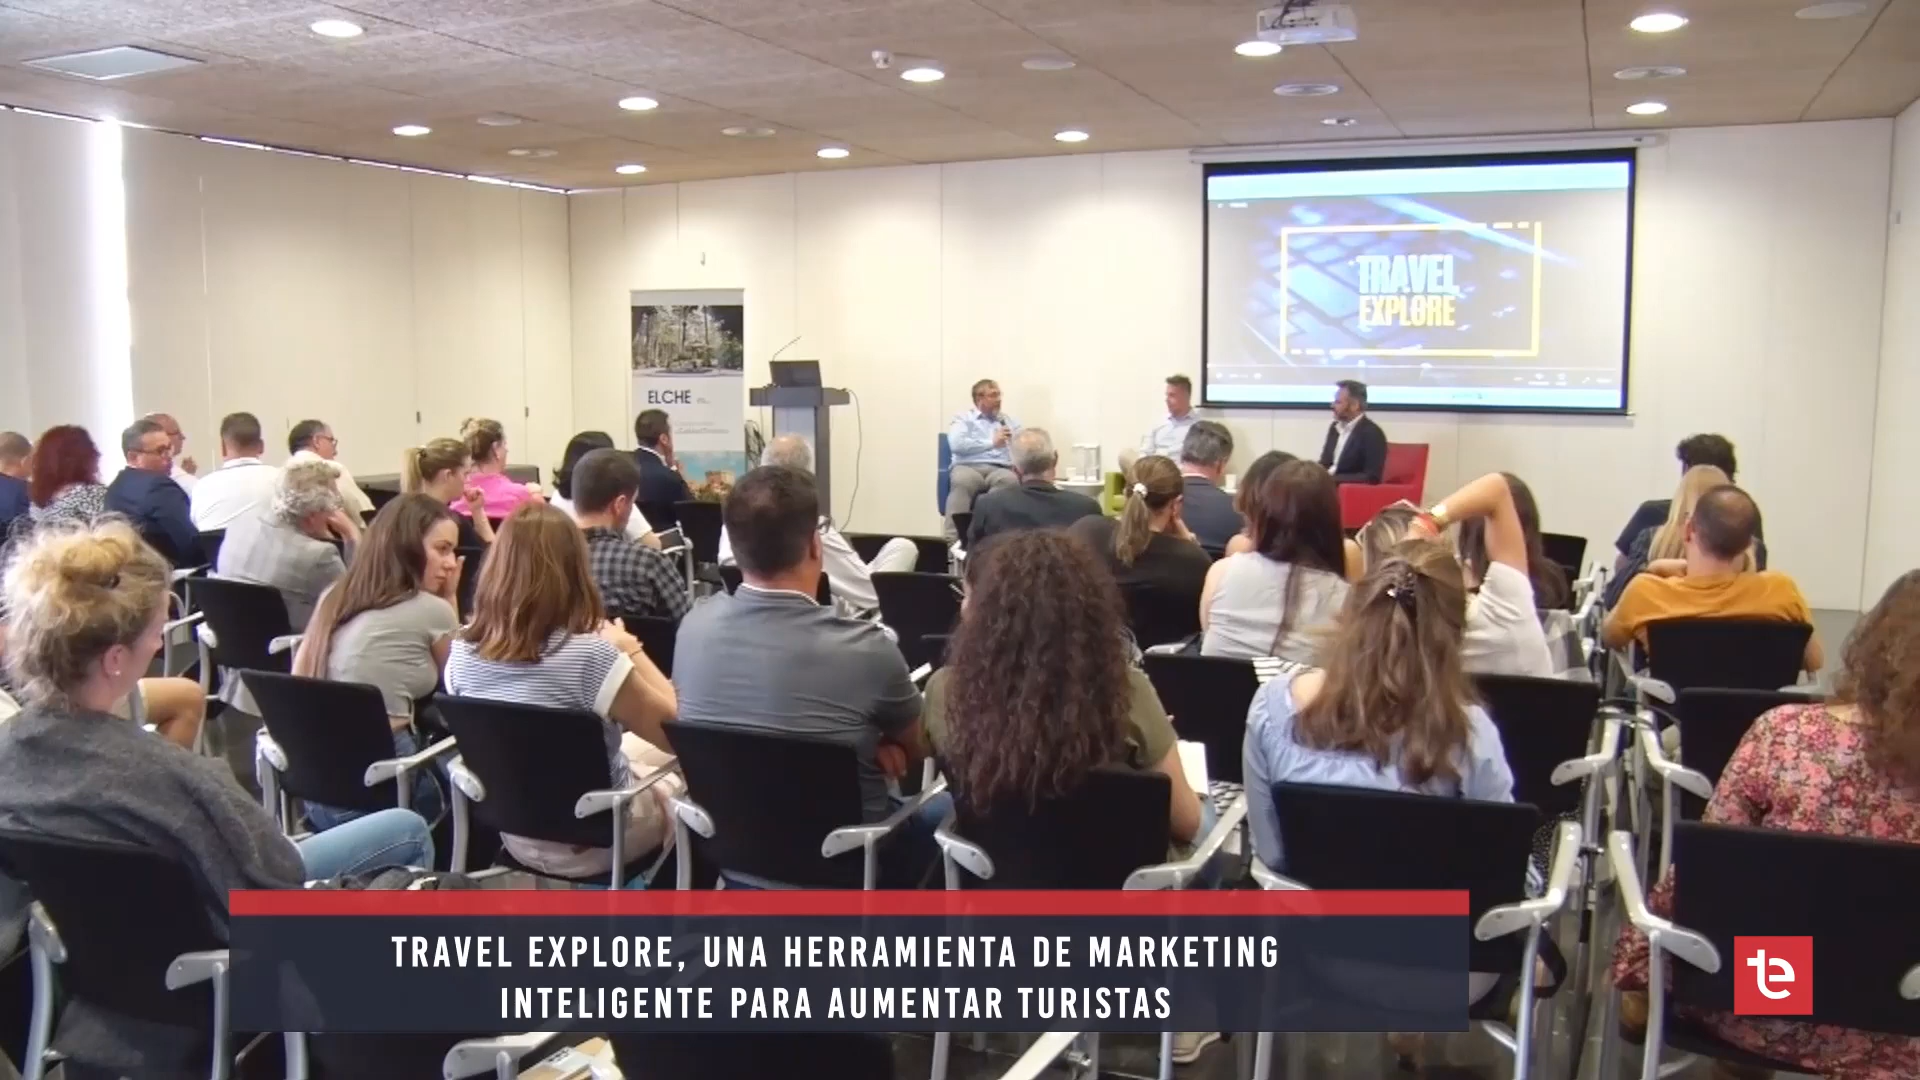 TRAVEL
EXPLORE
ELCHE
TRAVEL EXPLORE, UNA HERRAMIENTA DE MARKETING
INTELIGENTE PARA AUMENTAR TURISTAS
te